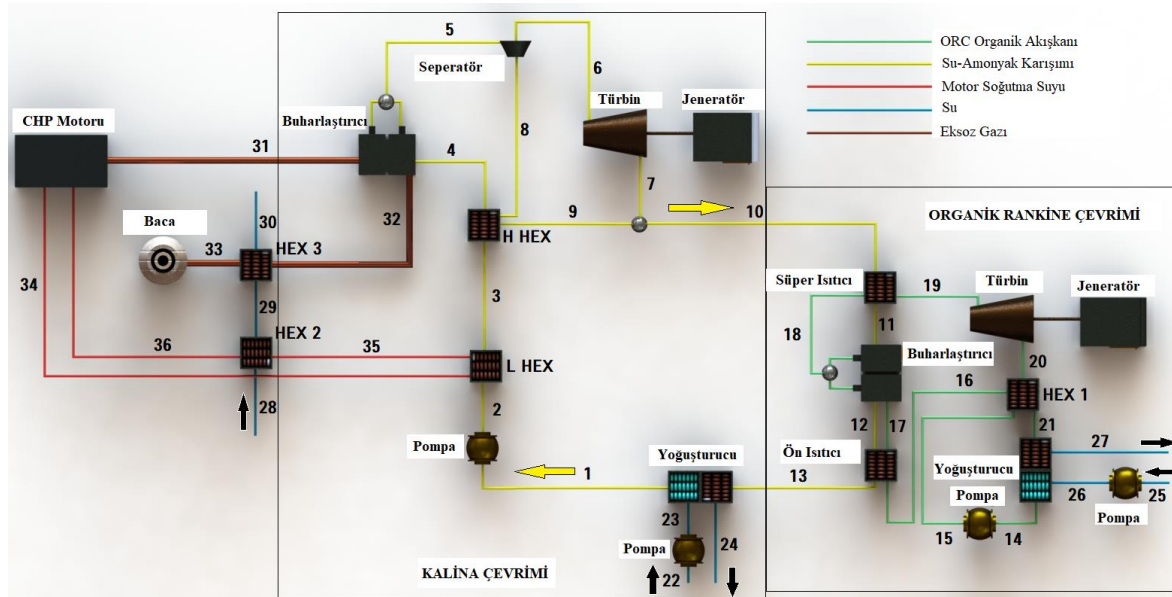 5
Seperatör
6
ORC Organik Akışkanı
Su-Amonyak Karışımı
Motor Soğutma Suyu
Su
Eksoz Gazı
CHP Motoru
Buharlaştırıcı
Türbin
Jeneratör
8
31
4
7
32
30
Baca
33
HEX 3
9
10
H HEX
ORGANİK RANKİNE ÇEVRİMİ
34
29
3
Süper Isıtıcı
19
Türbin
Jeneratör
11
18
HEX 2
36
35
L HEX
Buharlaştırıcı
20
16
HEX 1
28
2
12
17
21
27
Pompa
Yoğuşturucu
Ön Isıtıcı
Yoğuşturucu
1
13
Pompa
26
25
Pompa
23
24
15
14
Pompa
22
KALİNA ÇEVRİMİ